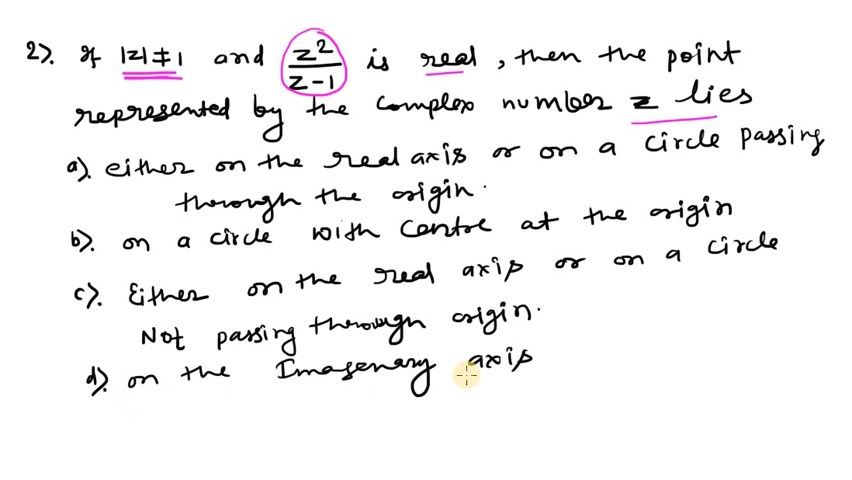 2). If |z| ≠ 1 and z²/(z-1) is real, then the point
represented by the complex number z lies
a). either on the real axis or on a circle passing
through the origin.
b). on a circle with centre at the origin
c). Either on the real axis or on a circle
Not passing through origin.
d). on the Imagenary axis